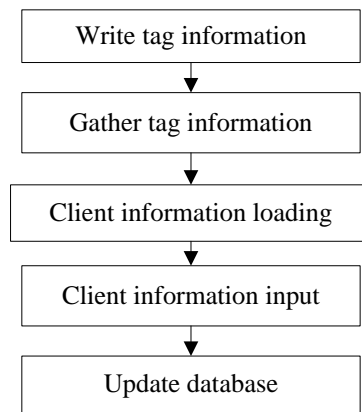 Write tag information
Gather tag information
Client information loading
Client information input
Update database